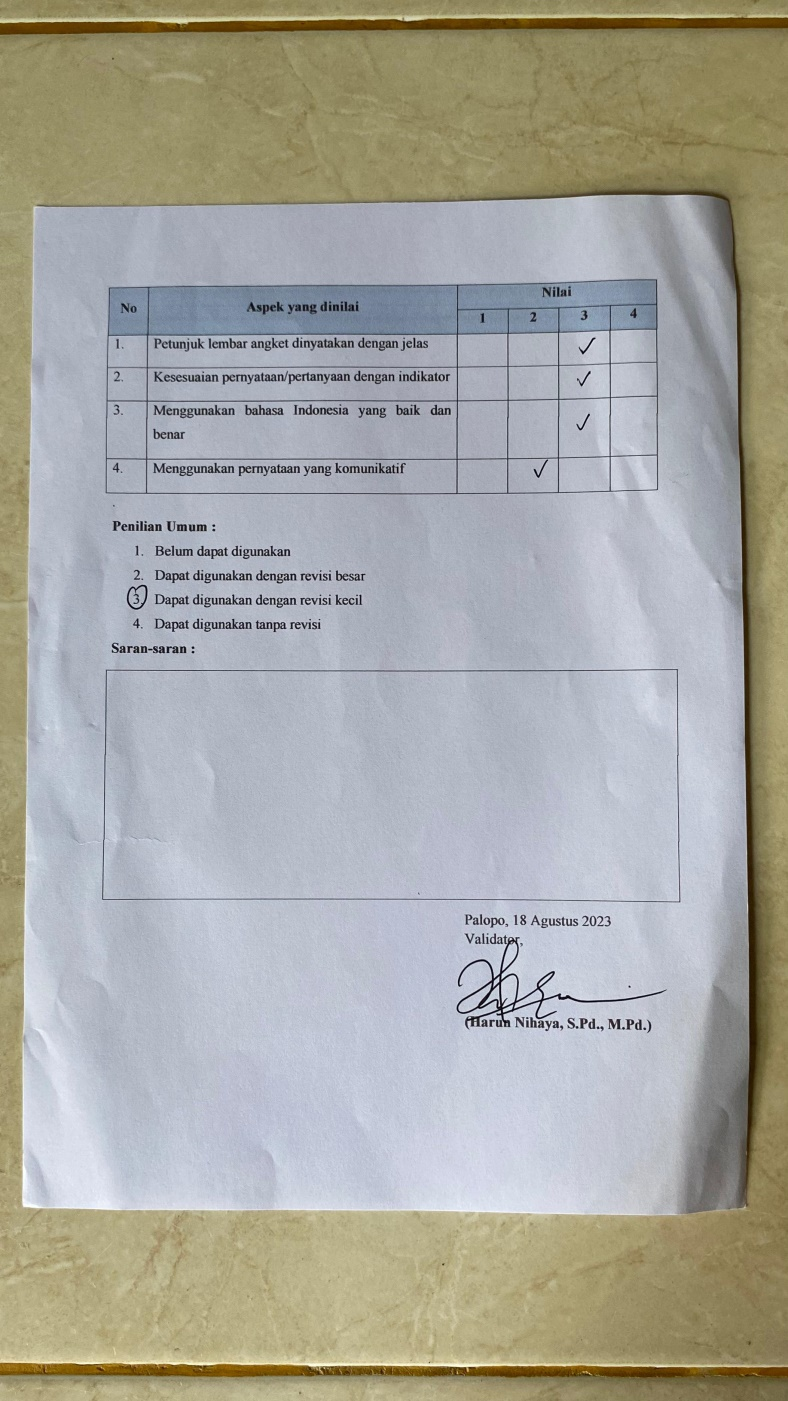 No Aspek yang dinilai Nilai
1 2 3 4
1. Petunjuk lembar angket dinyatakan dengan jelas ✓
2. Kesesuaian pernyataan/pertanyaan dengan indikator ✓
3. Menggunakan bahasa Indonesia yang baik dan
benar ✓
4. Menggunakan pernyataan yang komunikatif ✓
Penilian Umum :
1. Belum dapat digunakan
2. Dapat digunakan dengan revisi besar
3. Dapat digunakan dengan revisi kecil
4. Dapat digunakan tanpa revisi
Saran-saran :
Palopo, 18 Agustus 2023
Validator,
(Harun Nihaya, S.Pd., M.Pd.)